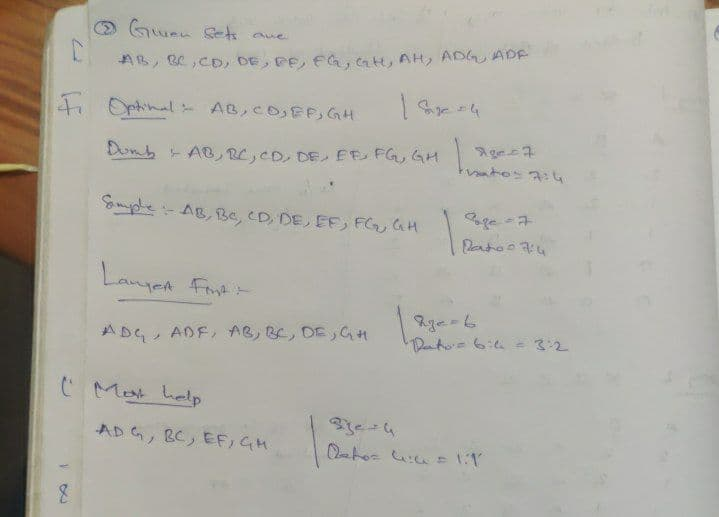 ② Given Sets are
AB, BC, CD, DE, EF, FG, GH, AH, ADG, ADF
Optimal :- AB, CD, EF, GH | Size = 4
Dumb :- AB, BC, CD, DE, EF, FG, GH | Size = 7
ratio = 7:4
Simple :- AB, BC, CD, DE, EF, FG, GH | Size = 7
Ratio = 7:4
Largest First :-
ADG, ADF, AB, BC, DE, GH | Size = 6
Ratio = 6:4 = 3:2
Most help
ADG, BC, EF, GH | Size = 4
Ratio = 4:4 = 1:1